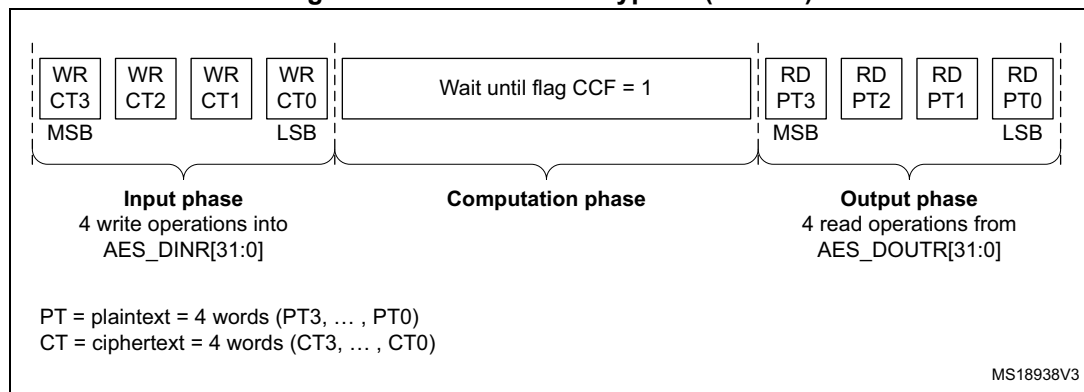 WR CT3 WR CT2 WR CT1 WR CT0 Wait until flag CCF = 1 RD PT3 RD PT2 RD PT1 RD PT0
MSB LSB MSB LSB
Input phase
4 write operations into
AES_DINR[31:0]
Computation phase
Output phase
4 read operations from
AES_DOUTR[31:0]
PT = plaintext = 4 words (PT3, … , PT0)
CT = ciphertext = 4 words (CT3, … , CT0)
MS18938V3